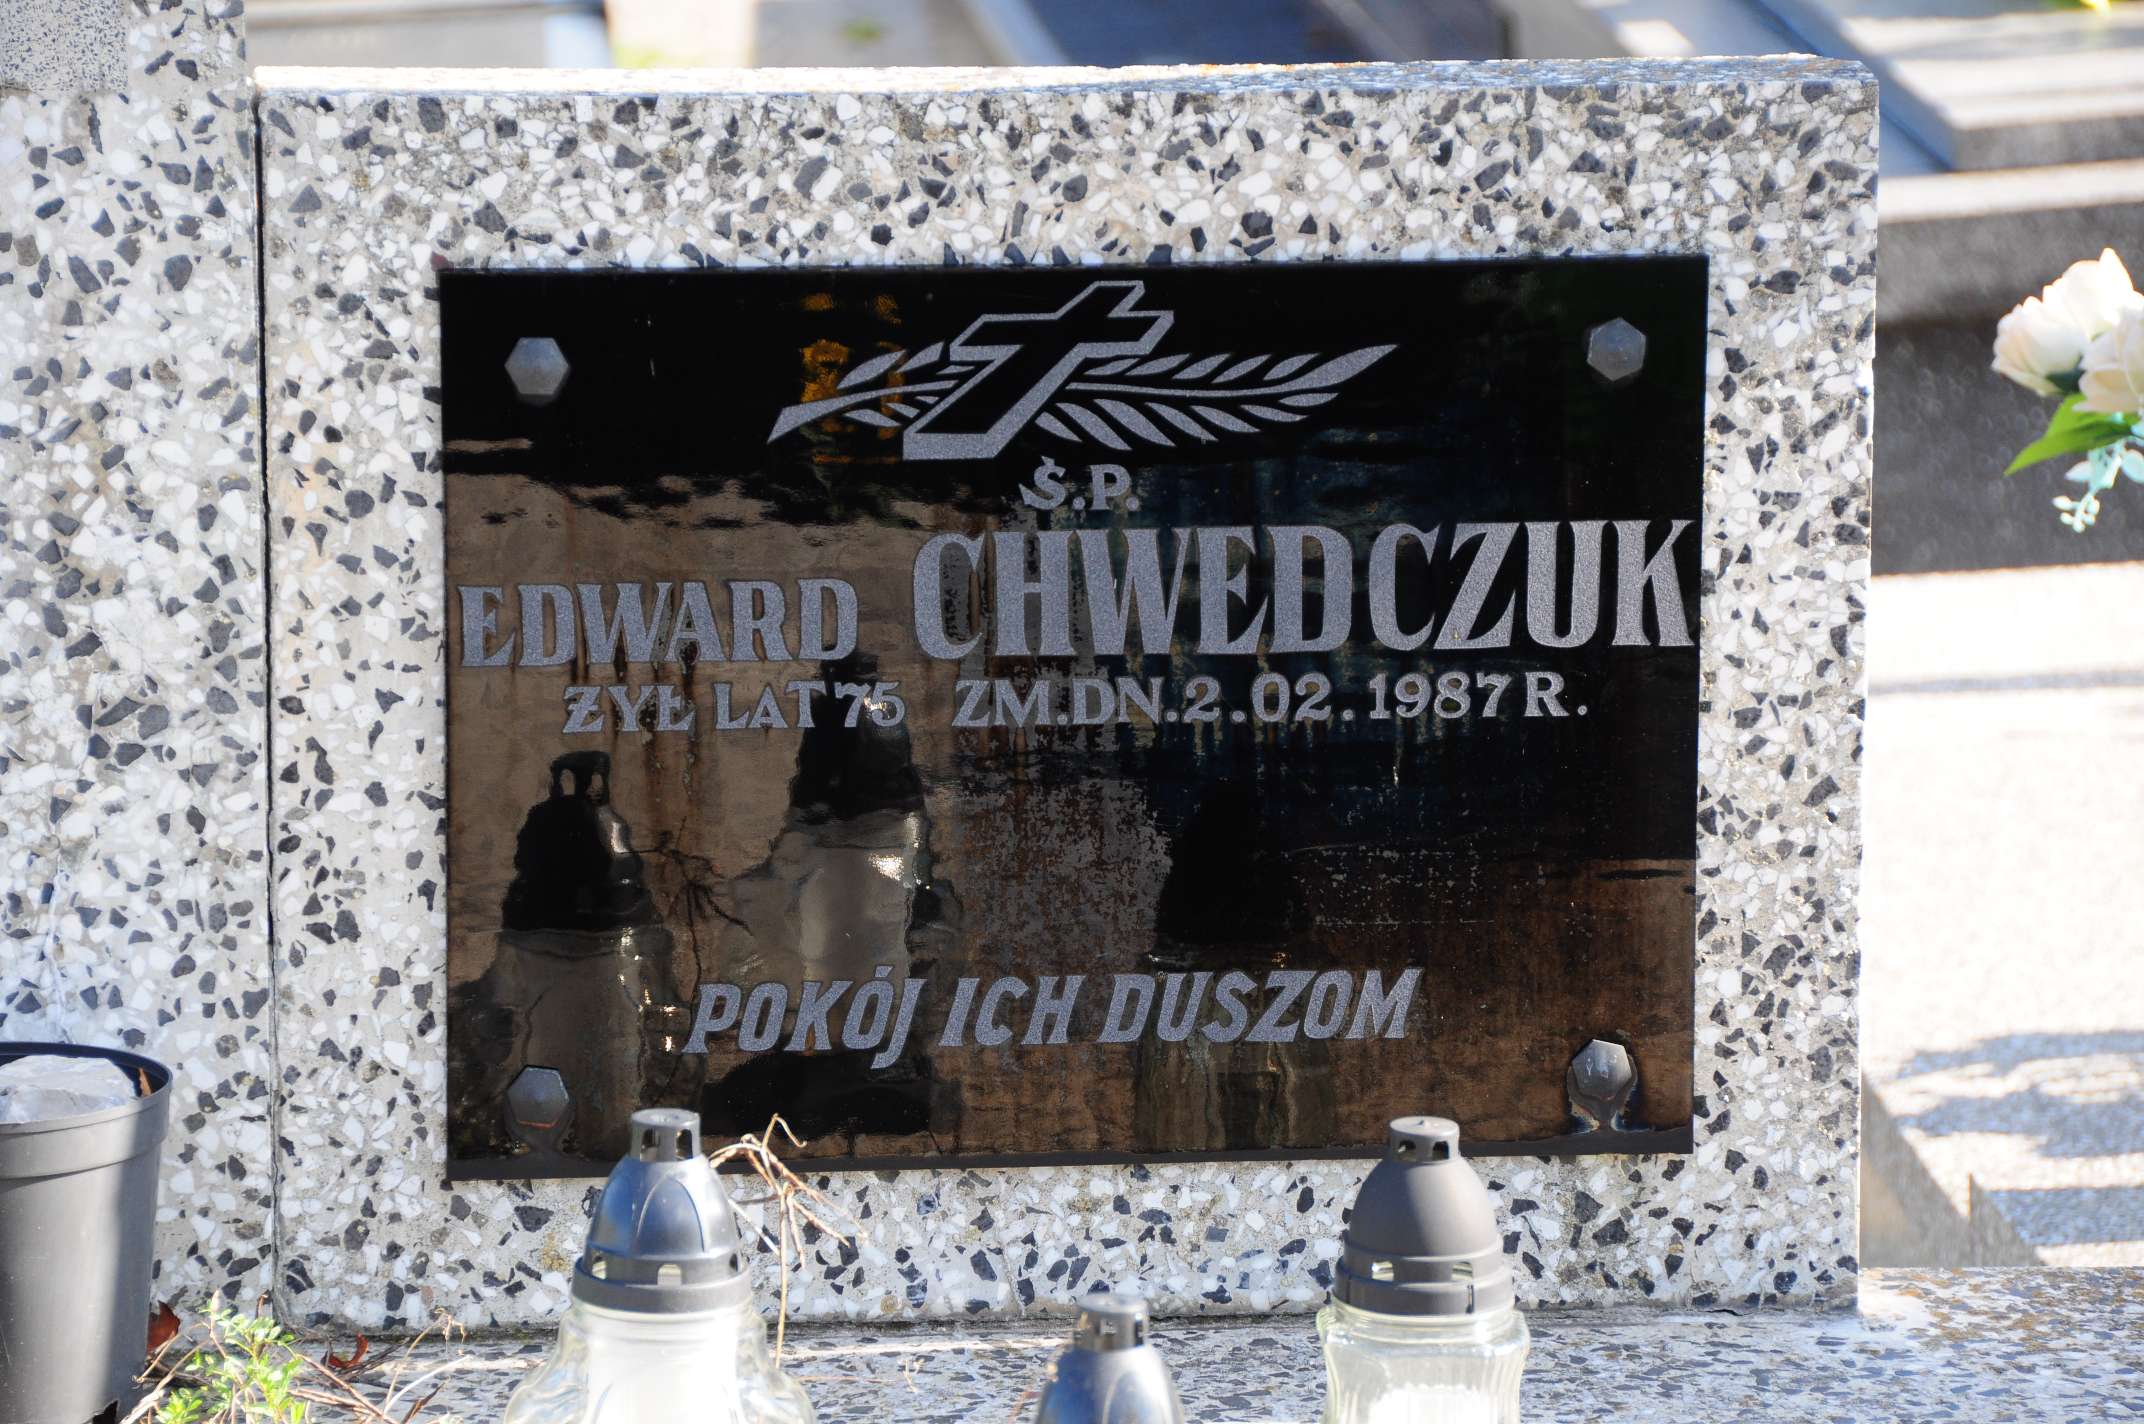 Ś.P.
EDWARD CHWEDCZUK
ŻYŁ LAT 75 ZM.DN.2.02.1987 R.
POKÓJ ICH DUSZOM